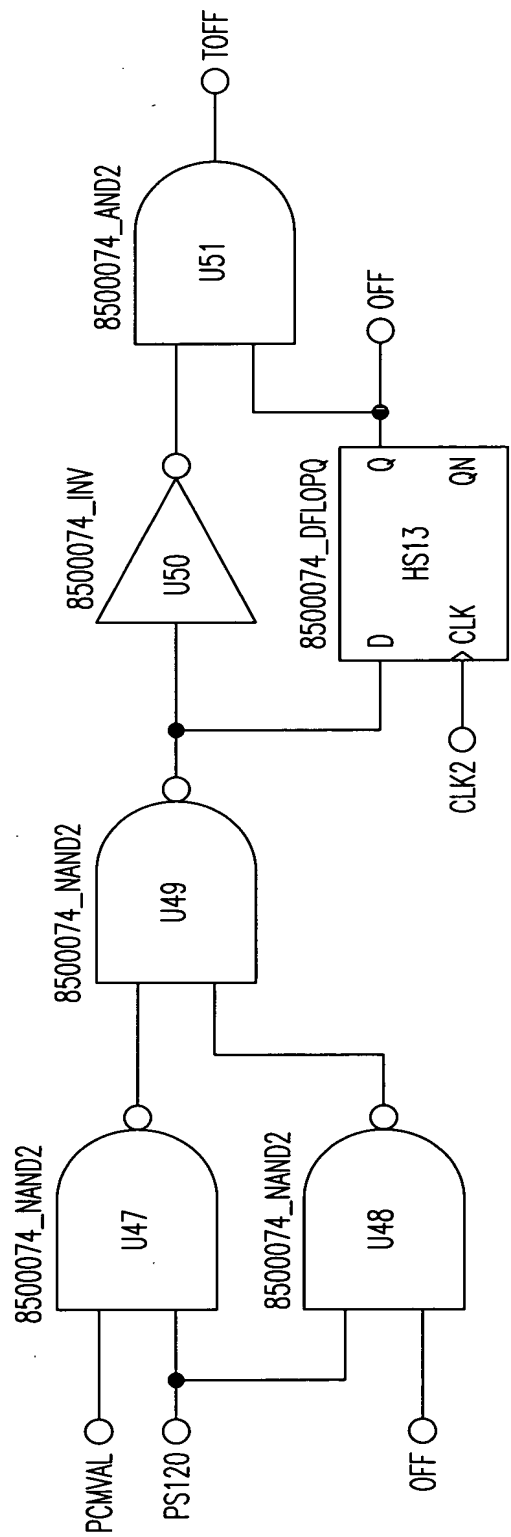 PCMVAL
PS120
OFF
8500074_NAND2
U47
8500074_NAND2
U48
8500074_NAND2
U49
8500074_INV
U50
8500074_DFLOPQ
D
Q
HS13
CLK
QN
CLK2
OFF
8500074_AND2
U51
TOFF